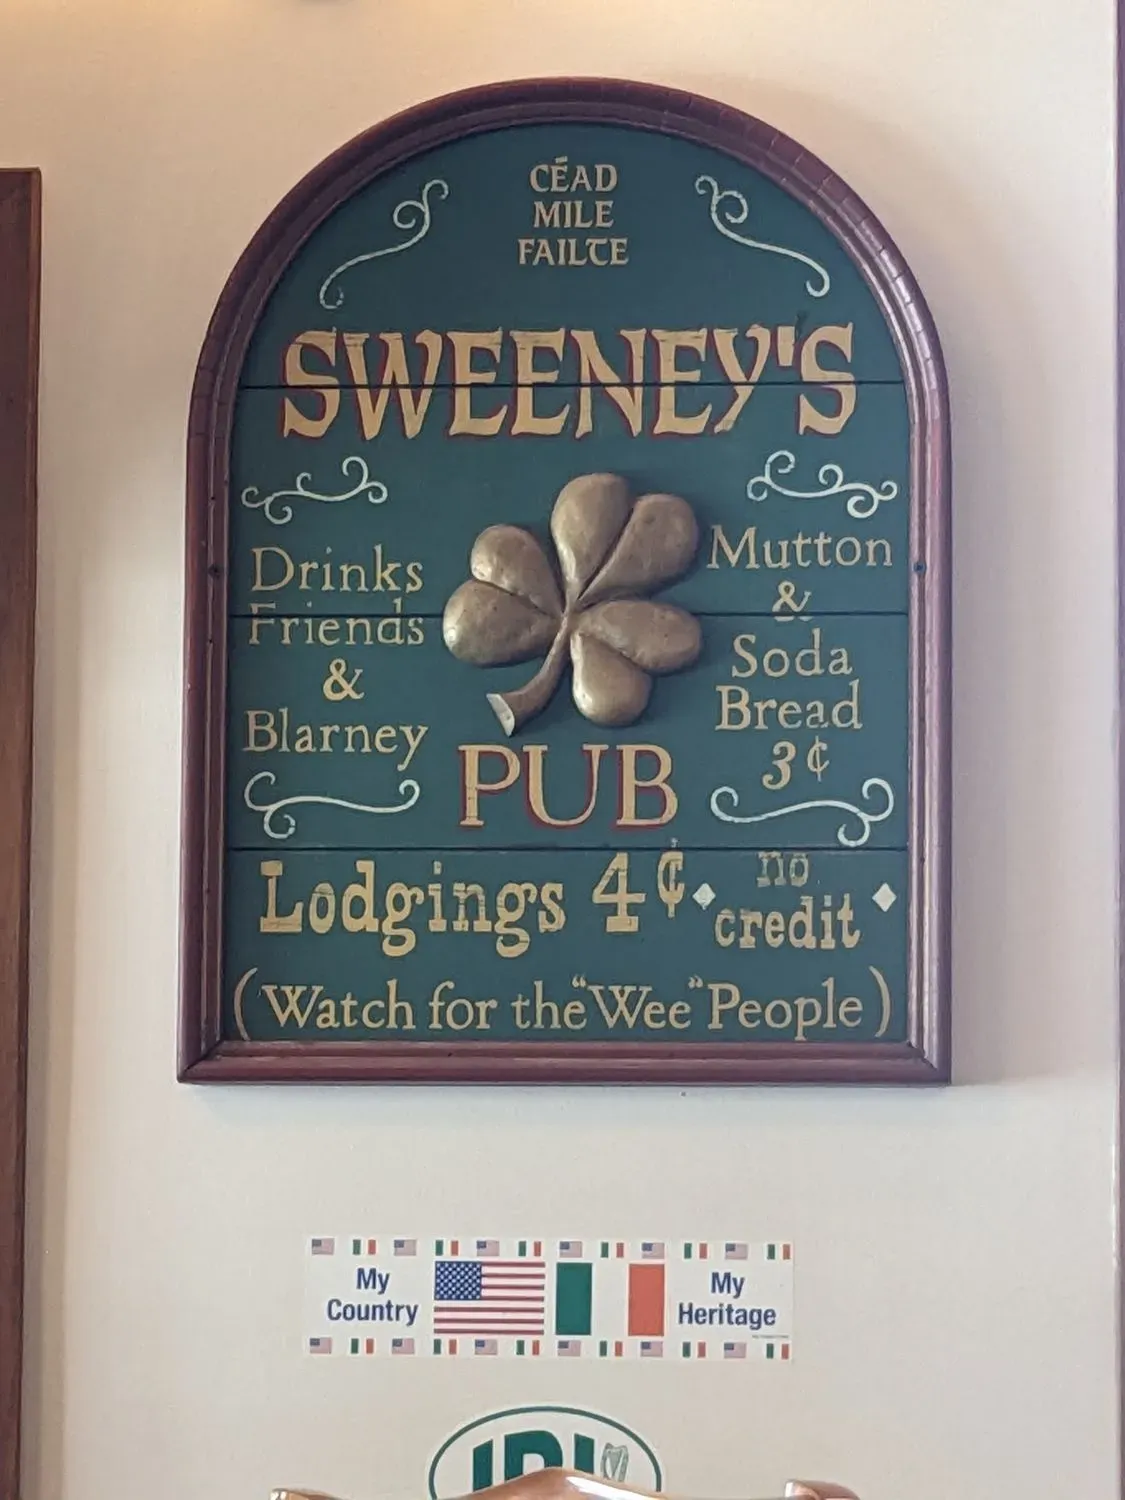 CÉAD
MILE
FAILTE
SWEENEY'S
Drinks
Friends
&
Blarney
Mutton
&
Soda
Bread
3¢
PUB
Lodgings 4¢
no
credit
(Watch for the "Wee" People)
My
Country
My
Heritage
IRL